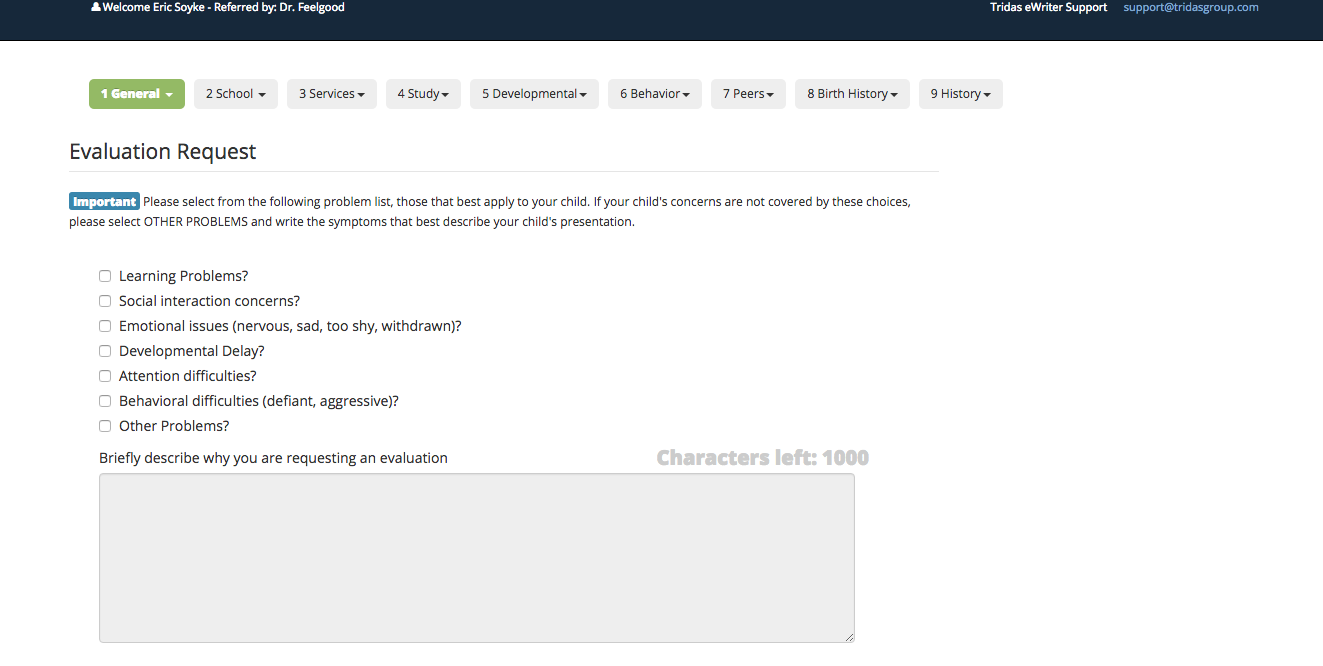 Welcome Eric Soyke - Referred by: Dr. Feelgood
Tridas eWriter Support support@tridasgroup.com
1 General 2 School 3 Services 4 Study 5 Developmental 6 Behavior 7 Peers 8 Birth History 9 History
Evaluation Request
Important Please select from the following problem list, those that best apply to your child. If your child's concerns are not covered by these choices,
please select OTHER PROBLEMS and write the symptoms that best describe your child's presentation.
Learning Problems?
Social interaction concerns?
Emotional issues (nervous, sad, too shy, withdrawn)?
Developmental Delay?
Attention difficulties?
Behavioral difficulties (defiant, aggressive)?
Other Problems?
Briefly describe why you are requesting an evaluation
Characters left: 1000